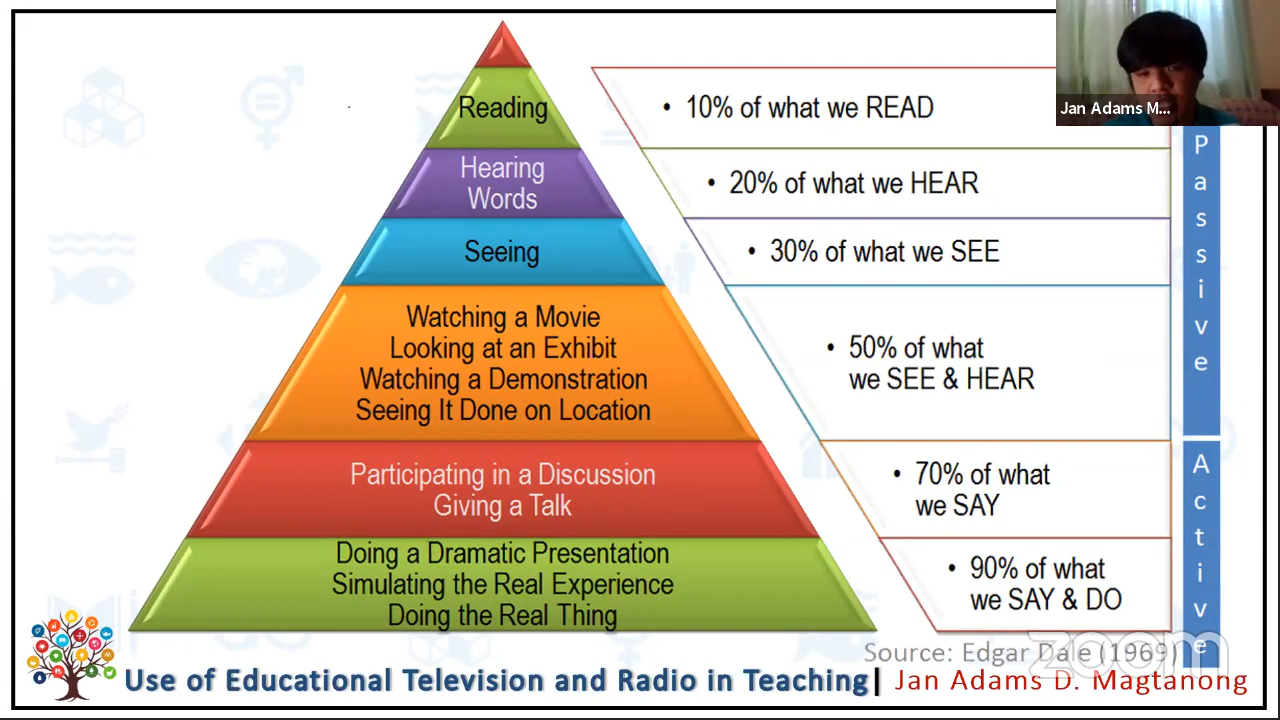 Jan Adams M...
Reading
• 10% of what we READ
Hearing
Words
• 20% of what we HEAR
Seeing
• 30% of what we SEE
Watching a Movie
Looking at an Exhibit
Watching a Demonstration
Seeing It Done on Location
• 50% of what
we SEE & HEAR
Participating in a Discussion
Giving a Talk
• 70% of what
we SAY
Doing a Dramatic Presentation
Simulating the Real Experience
Doing the Real Thing
• 90% of what
we SAY & DO
Passive
Active
Source: Edgar Dale (1969)
zoom
Use of Educational Television and Radio in Teaching| Jan Adams D. Magtanong